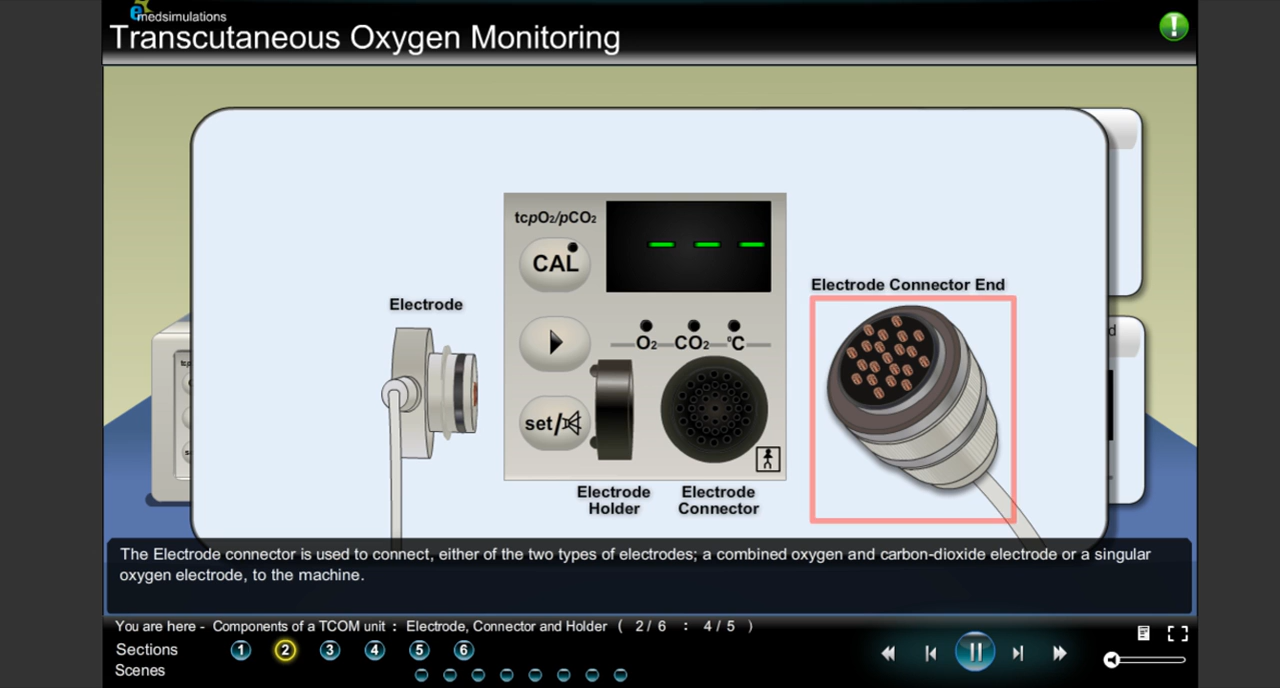 emedsimulations
Transcutaneous Oxygen Monitoring
!
tcpO₂/pCO₂
CAL
Electrode Connector End
Electrode
O₂ CO₂ °C
set/
Electrode
Holder
Electrode
Connector
The Electrode connector is used to connect, either of the two types of electrodes; a combined oxygen and carbon-dioxide electrode or a singular
oxygen electrode, to the machine.
You are here - Components of a TCOM unit : Electrode, Connector and Holder ( 2 / 6 : 4 / 5 )
Sections 1 2 3 4 5 6
Scenes